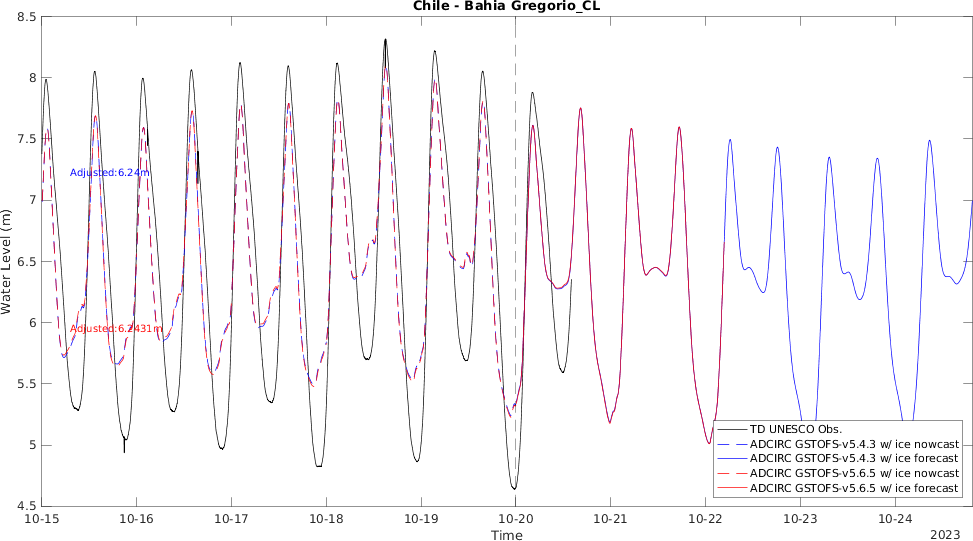 Chile - Bahia Gregorio_CL
8.5
8
7.5
7
6.5
6
5.5
5
4.5
Water Level (m)
Adjusted:6.24m
Adjusted:6.2431m
TD UNESCO Obs.
ADCIRC GSTOFS-v5.4.3 w/ ice nowcast
ADCIRC GSTOFS-v5.4.3 w/ ice forecast
ADCIRC GSTOFS-v5.6.5 w/ ice nowcast
ADCIRC GSTOFS-v5.6.5 w/ ice forecast
10-15 10-16 10-17 10-18 10-19 10-20 10-21 10-22 10-23 10-24
Time
2023